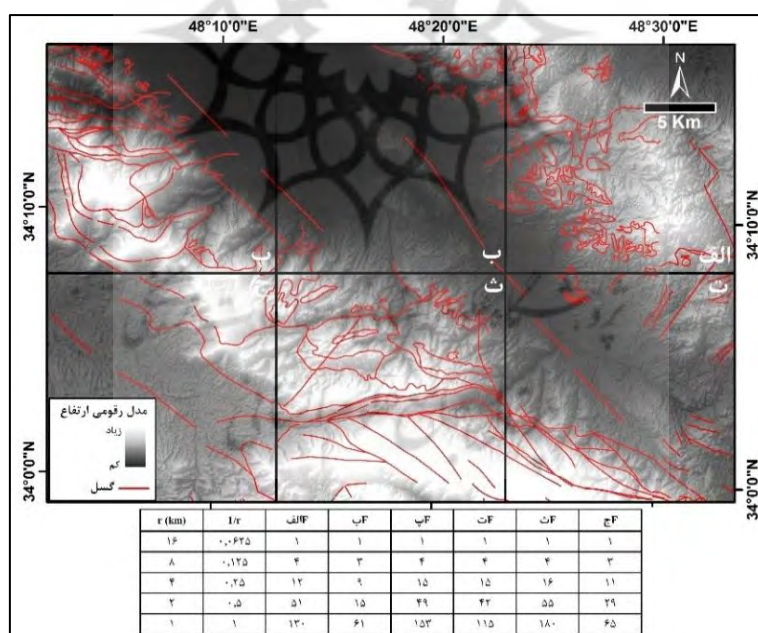 48°10'0"E 48°20'0"E 48°30'0"E
N
5 Km
34°10'0"N 34°10'0"N
پ ب الف
ج ث ت
مدل رقومی ارتفاع
زیاد
کم
گسل
34°0'0"N 34°0'0"N
r (km) 1/r Fالف Fب Fپ Fت Fث Fج
۱۶ ۰.۰۶۲۵ ۱ ۱ ۱ ۱ ۱ ۱
۸ ۰.۱۲۵ ۴ ۳ ۴ ۴ ۴ ۳
۴ ۰.۲۵ ۱۲ ۹ ۱۵ ۱۵ ۱۶ ۱۱
۲ ۰.۵ ۵۱ ۱۵ ۴۹ ۴۲ ۵۵ ۲۹
۱ ۱ ۱۳۰ ۶۱ ۱۵۳ ۱۱۵ ۱۸۰ ۶۵